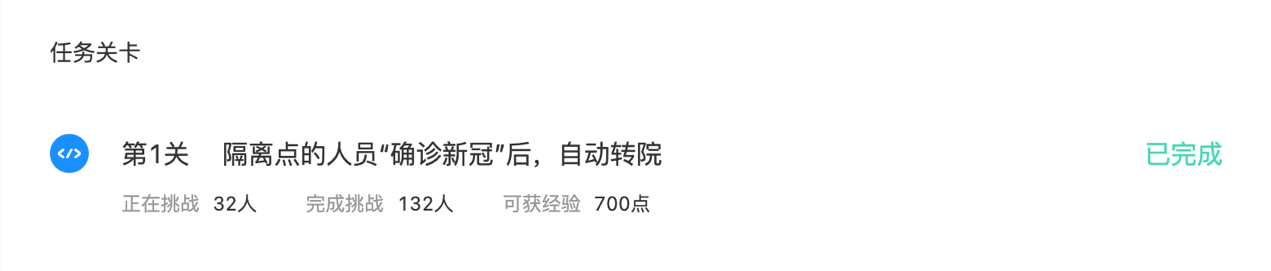 任务关卡
第1关 隔离点的人员“确诊新冠”后，自动转院 已完成
正在挑战 32人 完成挑战 132人 可获经验 700点